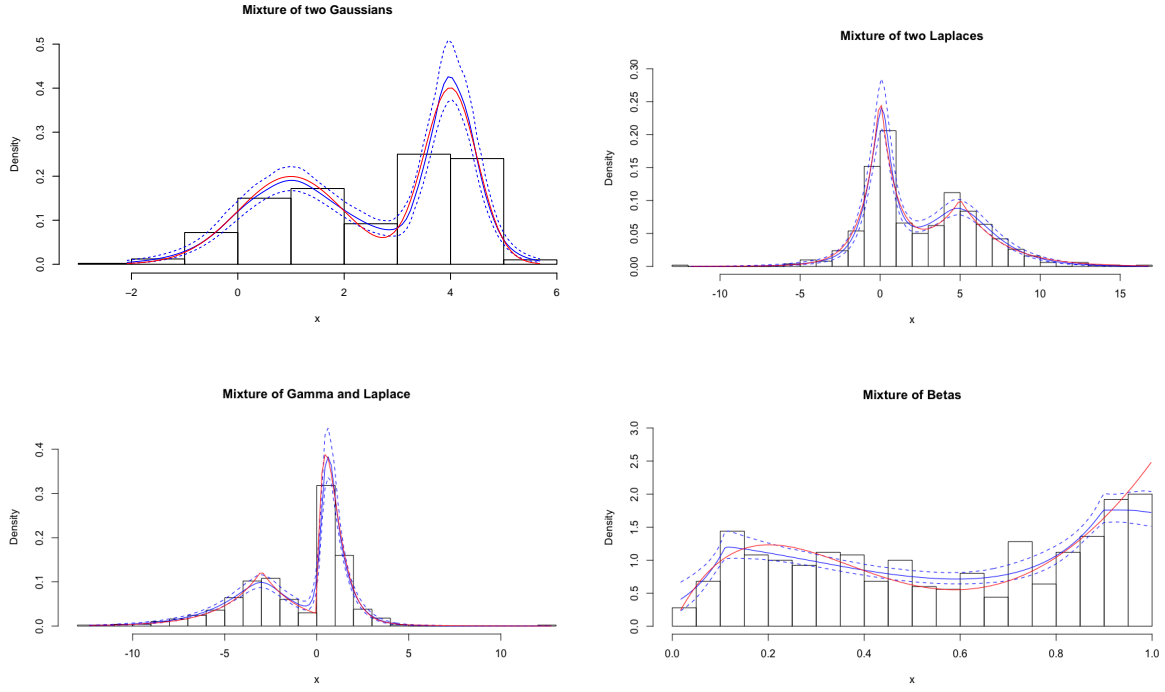 Mixture of two Gaussians
Density
0.0 0.1 0.2 0.3 0.4 0.5
−2 0 2 4 6
x
Mixture of two Laplaces
Density
0.00 0.05 0.10 0.15 0.20 0.25 0.30
-10 -5 0 5 10 15
x
Mixture of Gamma and Laplace
Density
0.0 0.1 0.2 0.3 0.4
-10 -5 0 5 10
x
Mixture of Betas
Density
0.0 0.5 1.0 1.5 2.0 2.5 3.0
0.0 0.2 0.4 0.6 0.8 1.0
x